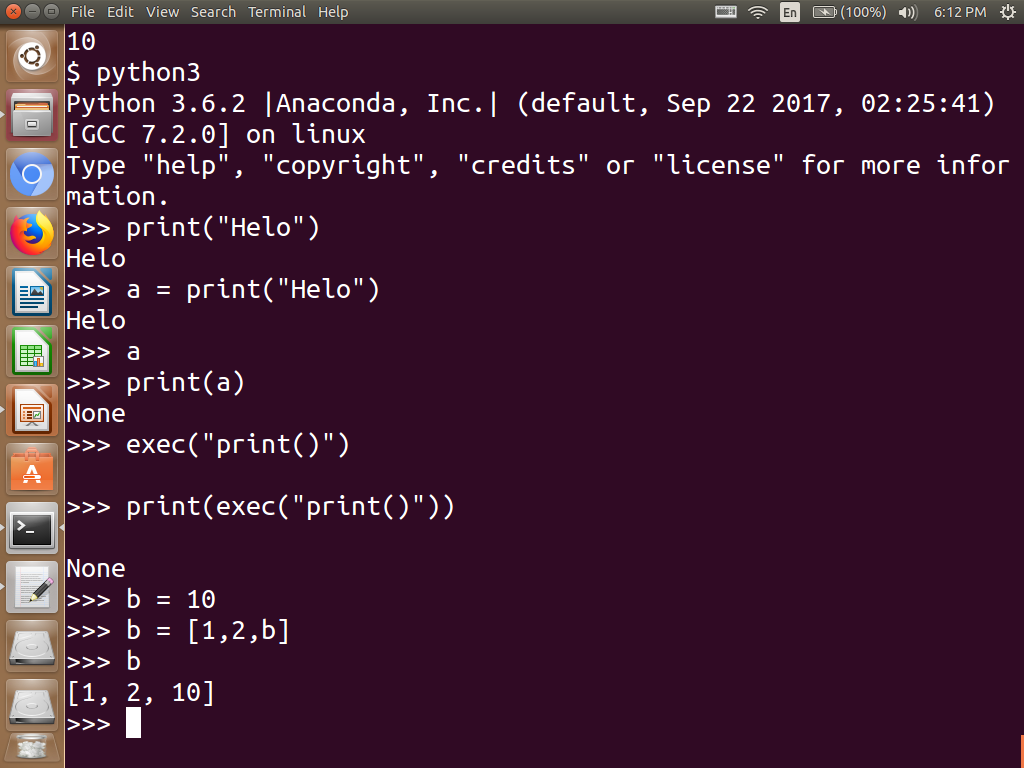 File Edit View Search Terminal Help En (100%) 6:12 PM
10
$ python3
Python 3.6.2 |Anaconda, Inc.| (default, Sep 22 2017, 02:25:41)
[GCC 7.2.0] on linux
Type "help", "copyright", "credits" or "license" for more infor
mation.
>>> print("Helo")
Helo
>>> a = print("Helo")
Helo
>>> a
>>> print(a)
None
>>> exec("print()")
>>> print(exec("print()"))
None
>>> b = 10
>>> b = [1,2,b]
>>> b
[1, 2, 10]
>>>